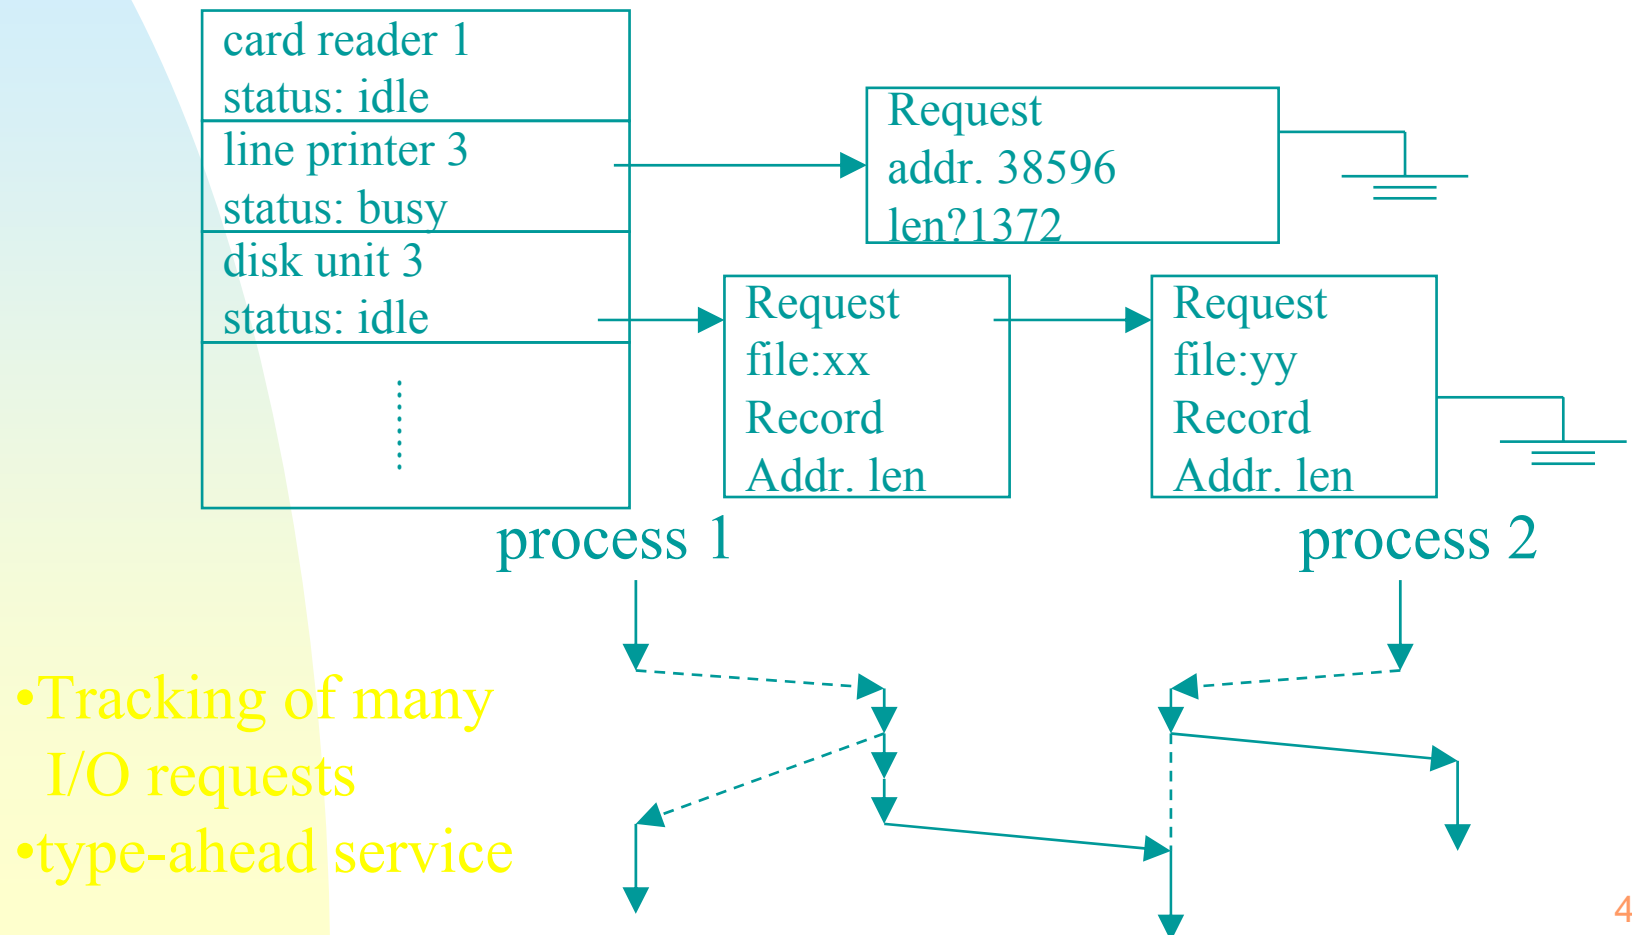 card reader 1
status: idle
line printer 3
status: busy
disk unit 3
status: idle
Request
addr. 38596
len?1372
Request
file:xx
Record
Addr. len
Request
file:yy
Record
Addr. len
process 1
process 2
•Tracking of many
I/O requests
•type-ahead service
4